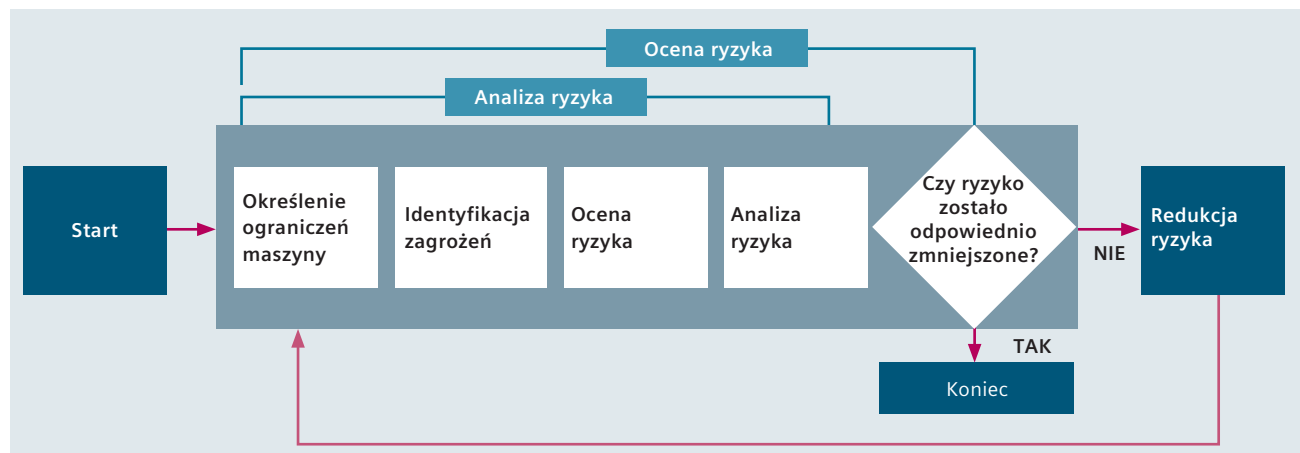 Ocena ryzyka
Analiza ryzyka
Start
Określenie
ograniczeń
maszyny
Identyfikacja
zagrożeń
Ocena
ryzyka
Analiza
ryzyka
Czy ryzyko
zostało
odpowiednio
zmniejszone?
NIE
Redukcja
ryzyka
TAK
Koniec